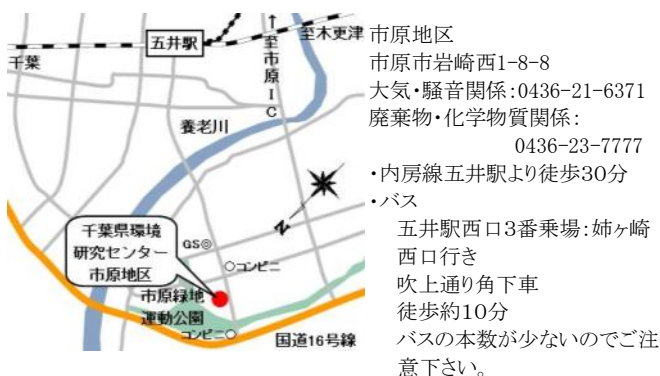 五井駅
↑至市原IC
至木更津
千葉
養老川
N
千葉県環境
研究センター
市原地区
GS◎
○コンビニ
市原緑地
運動公園
コンビニ○
国道16号線
市原地区
市原市岩崎西1-8-8
大気・騒音関係：0436-21-6371
廃棄物・化学物質関係：
0436-23-7777
・内房線五井駅より徒歩30分
・バス
五井駅西口3番乗場：姉ヶ崎
西口行き
吹上通り角下車
徒歩約10分
バスの本数が少ないのでご注
意下さい。